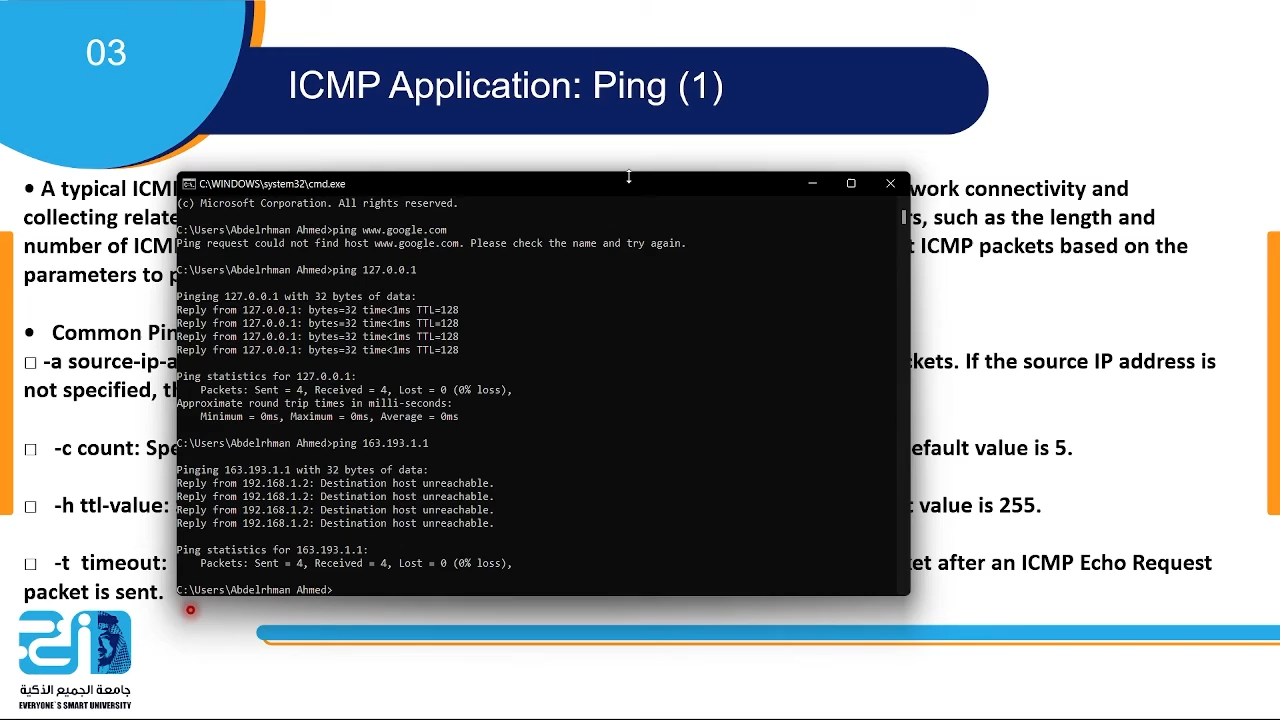 03
ICMP Application: Ping (1)
• A typical ICM
work connectivity and
collecting relate
s, such as the length and
number of ICM
t ICMP packets based on the
parameters to p
• Common Pin
□ -a source-ip-a
ckets. If the source IP address is
not specified, th
□ -c count: Spe
efault value is 5.
□ -h ttl-value:
t value is 255.
□ -t timeout:
et after an ICMP Echo Request
packet is sent.
C:\WINDOWS\system32\cmd.exe
(c) Microsoft Corporation. All rights reserved.
C:\Users\Abdelrhman Ahmed>ping www.google.com
Ping request could not find host www.google.com. Please check the name and try again.
C:\Users\Abdelrhman Ahmed>ping 127.0.0.1
Pinging 127.0.0.1 with 32 bytes of data:
Reply from 127.0.0.1: bytes=32 time<1ms TTL=128
Reply from 127.0.0.1: bytes=32 time<1ms TTL=128
Reply from 127.0.0.1: bytes=32 time<1ms TTL=128
Reply from 127.0.0.1: bytes=32 time<1ms TTL=128
Ping statistics for 127.0.0.1:
Packets: Sent = 4, Received = 4, Lost = 0 (0% loss),
Approximate round trip times in milli-seconds:
Minimum = 0ms, Maximum = 0ms, Average = 0ms
C:\Users\Abdelrhman Ahmed>ping 163.193.1.1
Pinging 163.193.1.1 with 32 bytes of data:
Reply from 192.168.1.2: Destination host unreachable.
Reply from 192.168.1.2: Destination host unreachable.
Reply from 192.168.1.2: Destination host unreachable.
Reply from 192.168.1.2: Destination host unreachable.
Ping statistics for 163.193.1.1:
Packets: Sent = 4, Received = 4, Lost = 0 (0% loss),
C:\Users\Abdelrhman Ahmed>
جامعة الجميع الذكية
EVERYONE`S SMART UNIVERSITY